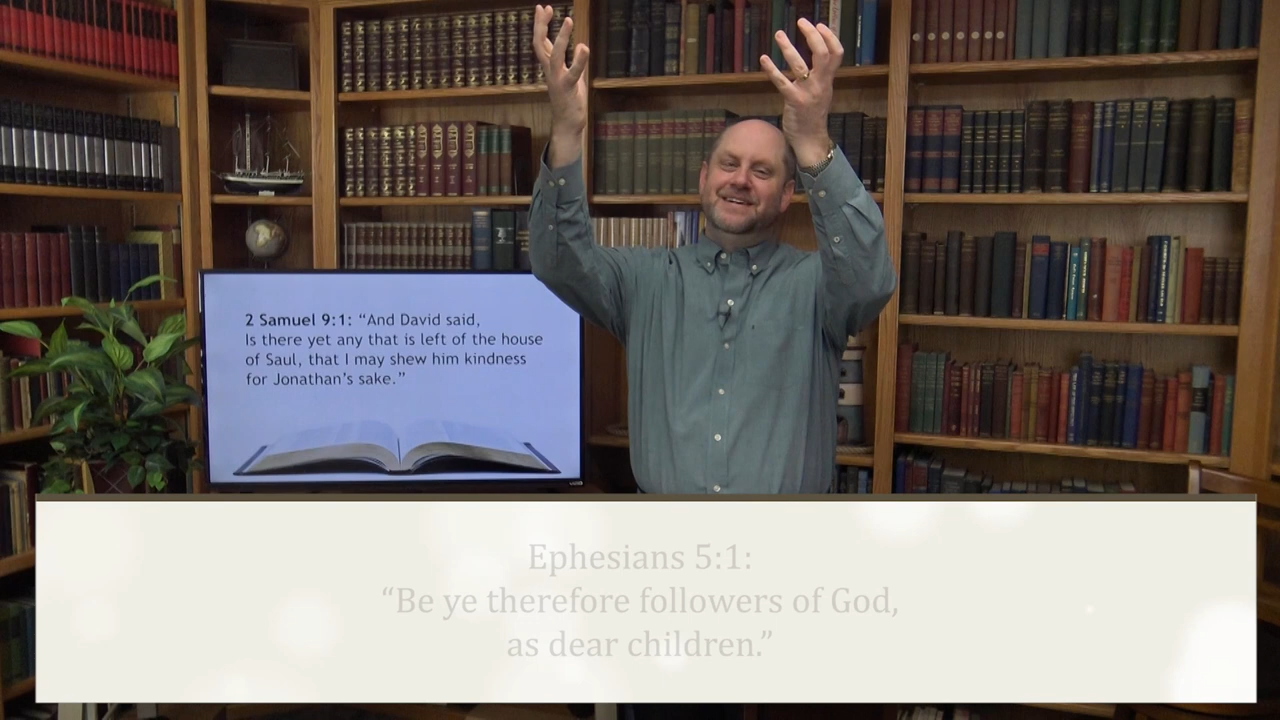 2 Samuel 9:1: “And David said,
Is there yet any that is left of the house
of Saul, that I may shew him kindness
for Jonathan’s sake.”
Ephesians 5:1:
“Be ye therefore followers of God,
as dear children.”